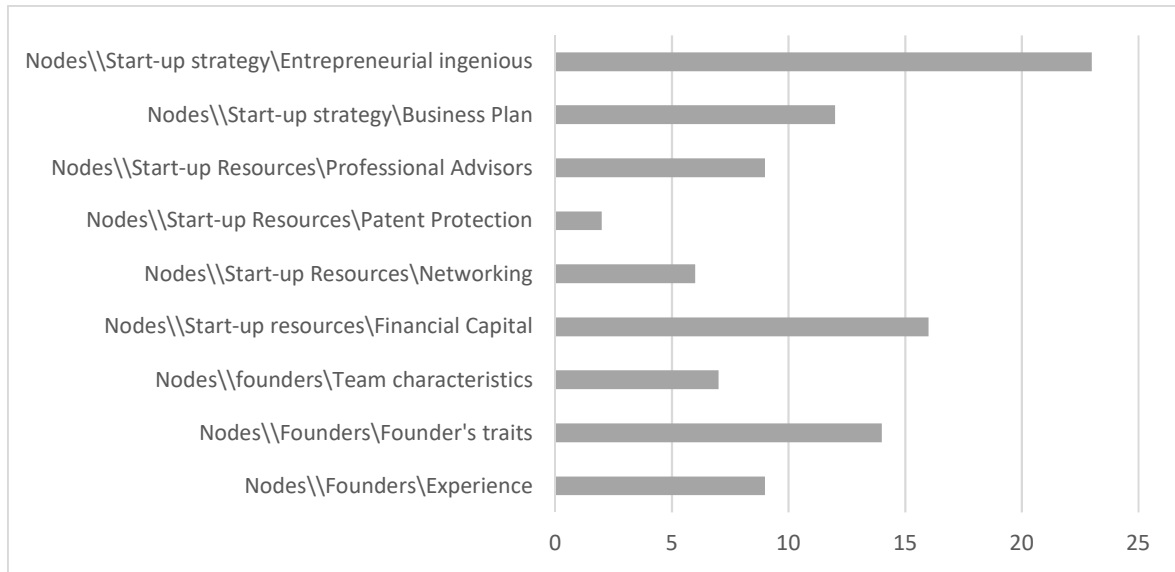 Nodes\\Start-up strategy\Entrepreneurial ingenious
Nodes\\Start-up strategy\Business Plan
Nodes\\Start-up Resources\Professional Advisors
Nodes\\Start-up Resources\Patent Protection
Nodes\\Start-up Resources\Networking
Nodes\\Start-up resources\Financial Capital
Nodes\\founders\Team characteristics
Nodes\\Founders\Founder's traits
Nodes\\Founders\Experience
0 5 10 15 20 25